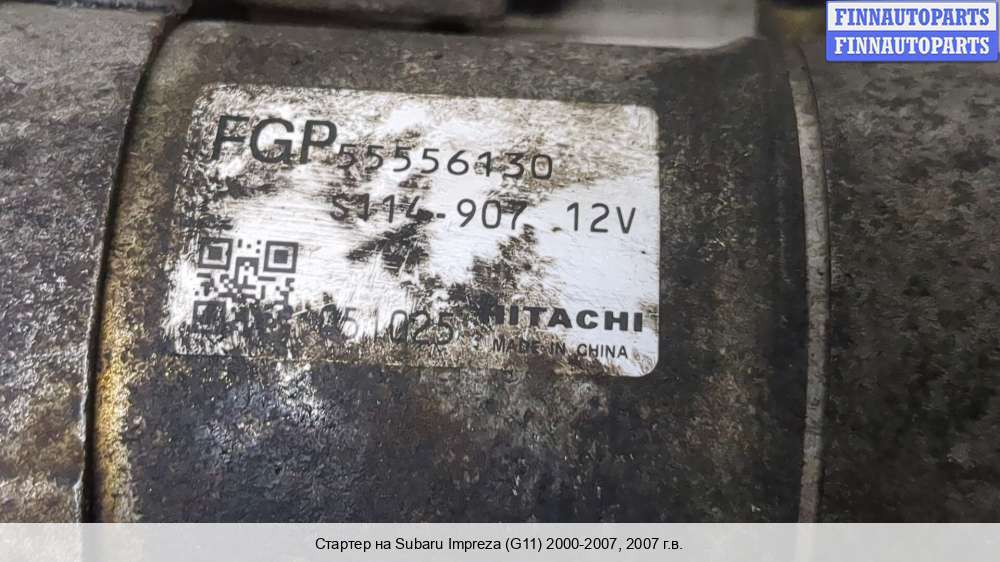 FINNAUTOPARTS
FINNAUTOPARTS
FGP 55556130
S114-907 12V
051025 HITACHI
MADE IN CHINA
Стартер на Subaru Impreza (G11) 2000-2007, 2007 г.в.